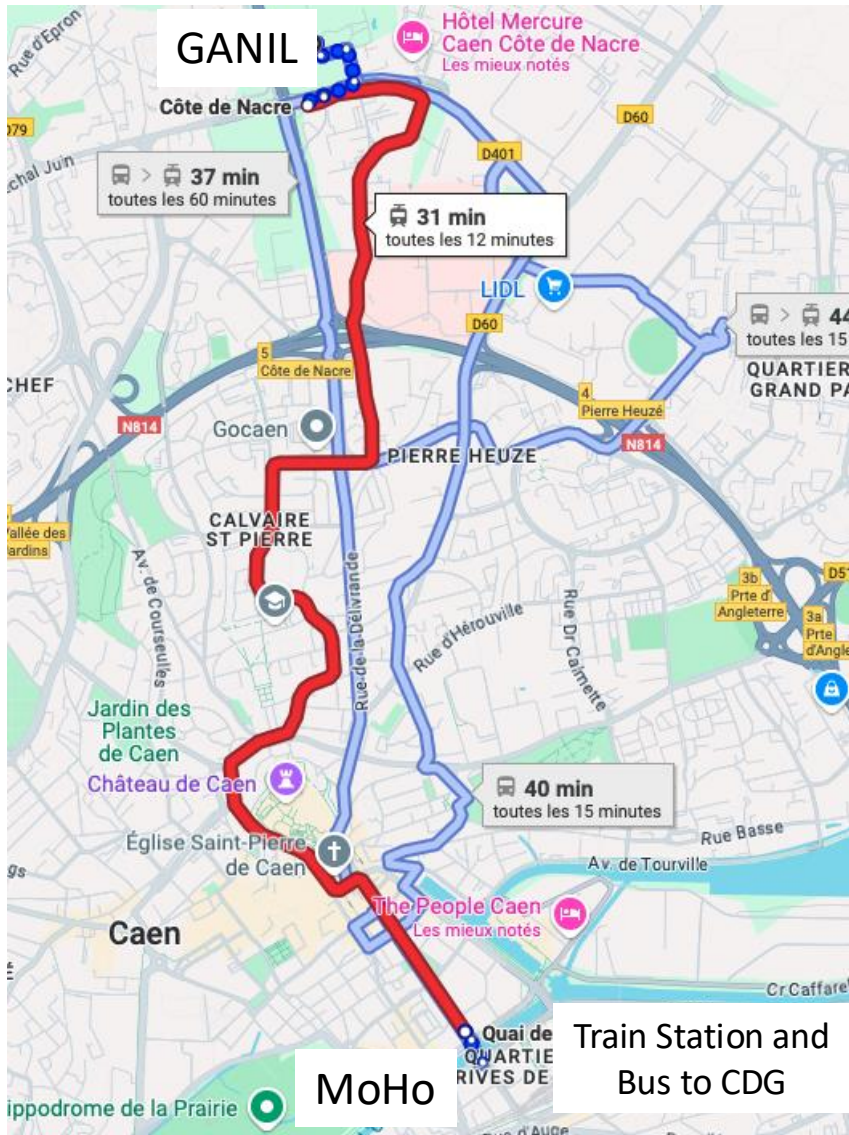 Rue d'Epron
GANIL
Hôtel Mercure
Caen Côte de Nacre
Les mieux notés
Côte de Nacre
D79
D60
D401
échal Juin
37 min
toutes les 60 minutes
31 min
toutes les 12 minutes
LIDL
D60
44
toutes les 15
QUARTIER
GRAND PA
5
Côte de Nacre
4
Pierre Heuzé
CHEF
N814
Gocaen
N814
PIERRE HEUZE
CALVAIRE
ST PIERRE
Vallée des
Jardins
Av. de Courseulles
Rue de la Délivrande
Rue d'Hérouville
Rue Dr Calmette
3b
Prte d'
Angleterre
D51
3a
Prte
d'Angle
Jardin des
Plantes
de Caen
Château de Caen
40 min
toutes les 15 minutes
Rue Basse
Église Saint-Pierre
de Caen
Av. de Tourville
The People Caen
Les mieux notés
Caen
Cr Caffarel
Quai de
QUARTIE
RIVES DE
Train Station and
Bus to CDG
MoHo
ippodrome de la Prairie
Rue d'Auge